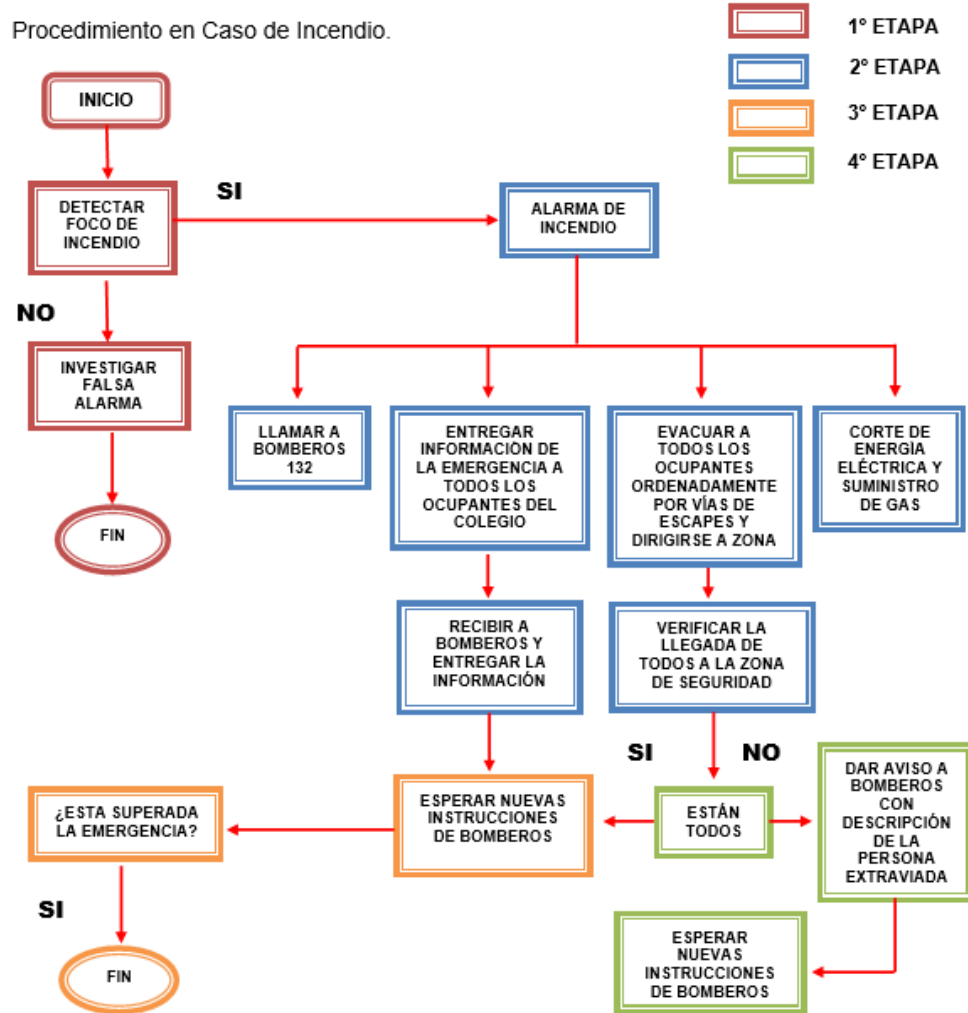 Procedimiento en Caso de Incendio.
1° ETAPA
2° ETAPA
3° ETAPA
4° ETAPA
INICIO
DETECTAR
FOCO DE
INCENDIO
SI
ALARMA DE
INCENDIO
NO
INVESTIGAR
FALSA
ALARMA
FIN
LLAMAR A
BOMBEROS
132
ENTREGAR
INFORMACIÓN DE
LA EMERGENCIA A
TODOS LOS
OCUPANTES DEL
COLEGIO
EVACUAR A
TODOS LOS
OCUPANTES
ORDENADAMENTE
POR VÍAS DE
ESCAPES Y
DIRIGIRSE A ZONA
CORTE DE
ENERGÍA
ELÉCTRICA Y
SUMINISTRO
DE GAS
RECIBIR A
BOMBEROS Y
ENTREGAR LA
INFORMACIÓN
VERIFICAR LA
LLEGADA DE
TODOS A LA ZONA
DE SEGURIDAD
SI
NO
¿ESTA SUPERADA
LA EMERGENCIA?
ESPERAR NUEVAS
INSTRUCCIONES
DE BOMBEROS
ESTÁN
TODOS
DAR AVISO A
BOMBEROS
CON
DESCRIPCIÓN
DE LA
PERSONA
EXTRAVIADA
SI
FIN
ESPERAR
NUEVAS
INSTRUCCIONES
DE BOMBEROS